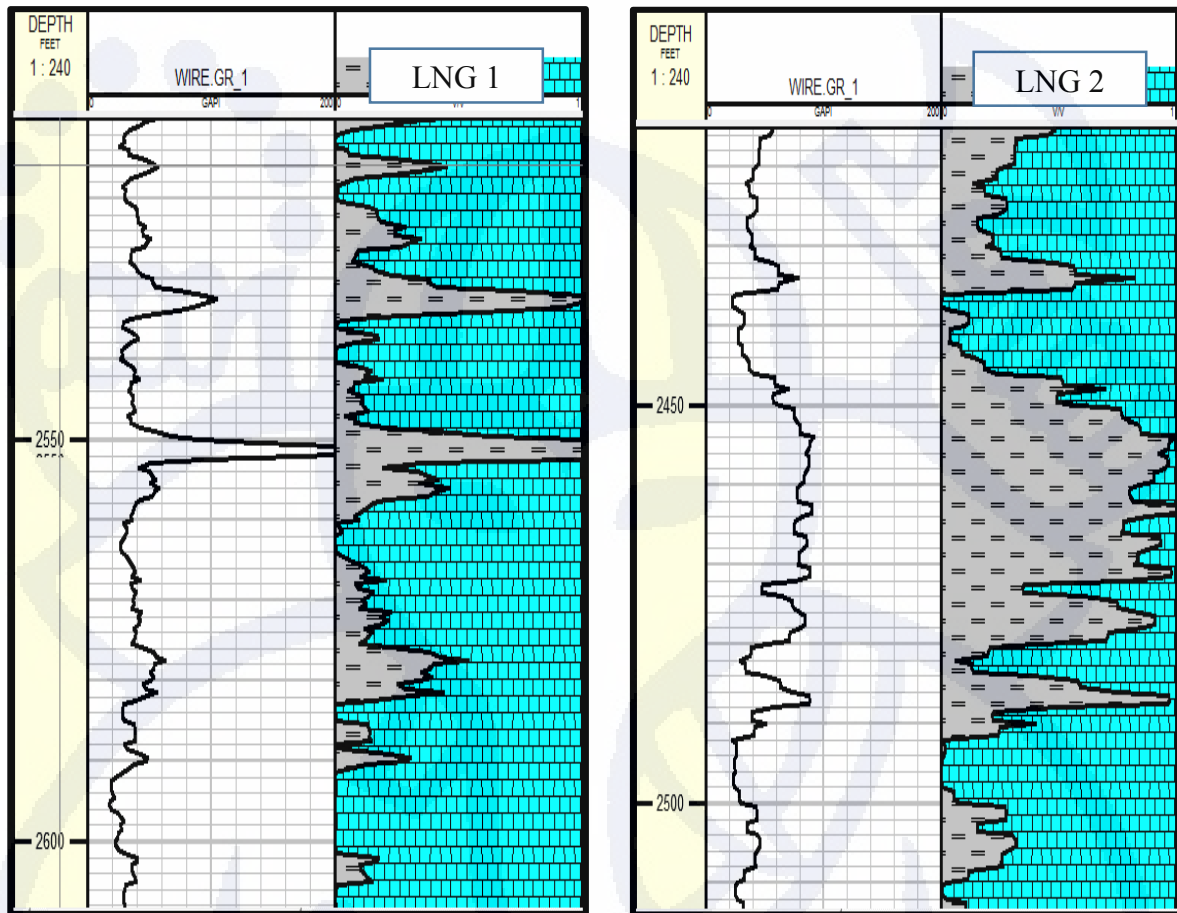 DEPTH
FEET
1 : 240
WIRE.GR_1
0 GAPI 200
LNG 1
0 V/V 1
2550
2600
DEPTH
FEET
1 : 240
WIRE.GR_1
0 GAPI 200
LNG 2
0 V/V 1
2450
2500